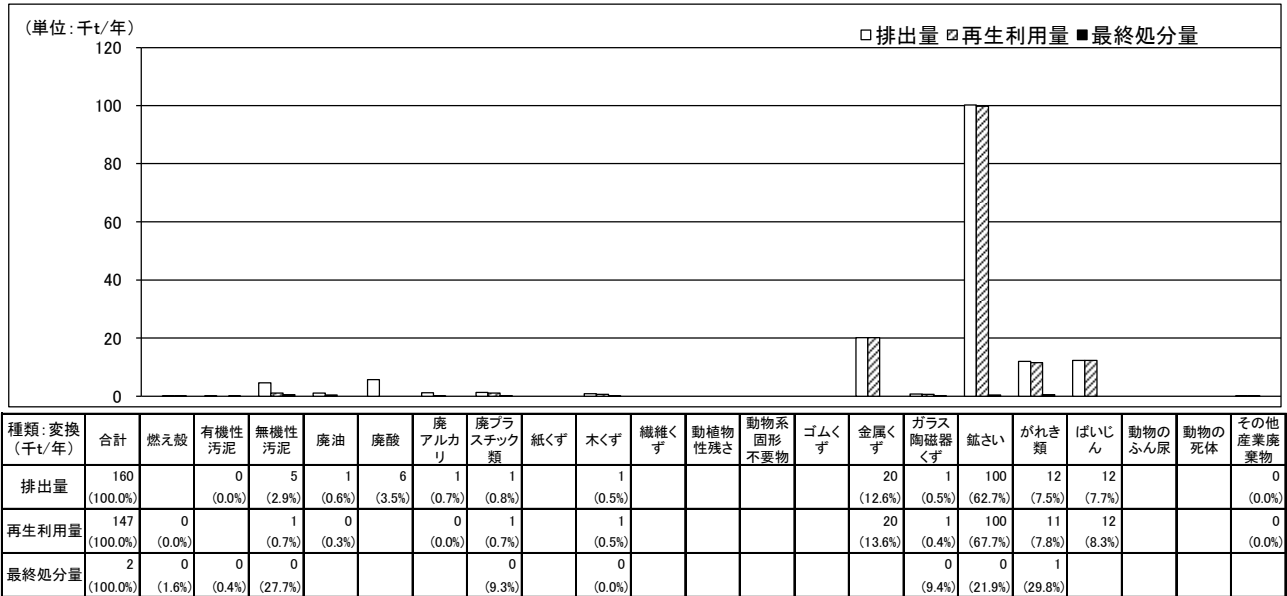 (単位:千t/年)
□排出量 再生利用量 ■最終処分量
120
100
80
60
40
20
0
種類:変換(千t/年) 合計 燃え殻 有機性汚泥 無機性汚泥 廃油 廃酸 廃アルカリ 廃プラスチック類 紙くず 木くず 繊維くず 動植物性残さ 動物系固形不要物 ゴムくず 金属くず ガラス陶磁器くず 鉱さい がれき類 ばいじん 動物のふん尿 動物の死体 その他産業廃棄物
排出量 160 0 5 1 6 1 1 1 20 1 100 12 12 0
(100.0%) (0.0%) (2.9%) (0.6%) (3.5%) (0.7%) (0.8%) (0.5%) (12.6%) (0.5%) (62.7%) (7.5%) (7.7%) (0.0%)
再生利用量 147 0 1 0 0 1 1 20 1 100 11 12 0
(100.0%) (0.0%) (0.7%) (0.3%) (0.0%) (0.7%) (0.5%) (13.6%) (0.4%) (67.7%) (7.8%) (8.3%) (0.0%)
最終処分量 2 0 0 0 0 0 0 0 1
(100.0%) (1.6%) (0.4%) (27.7%) (9.3%) (0.0%) (9.4%) (21.9%) (29.8%)